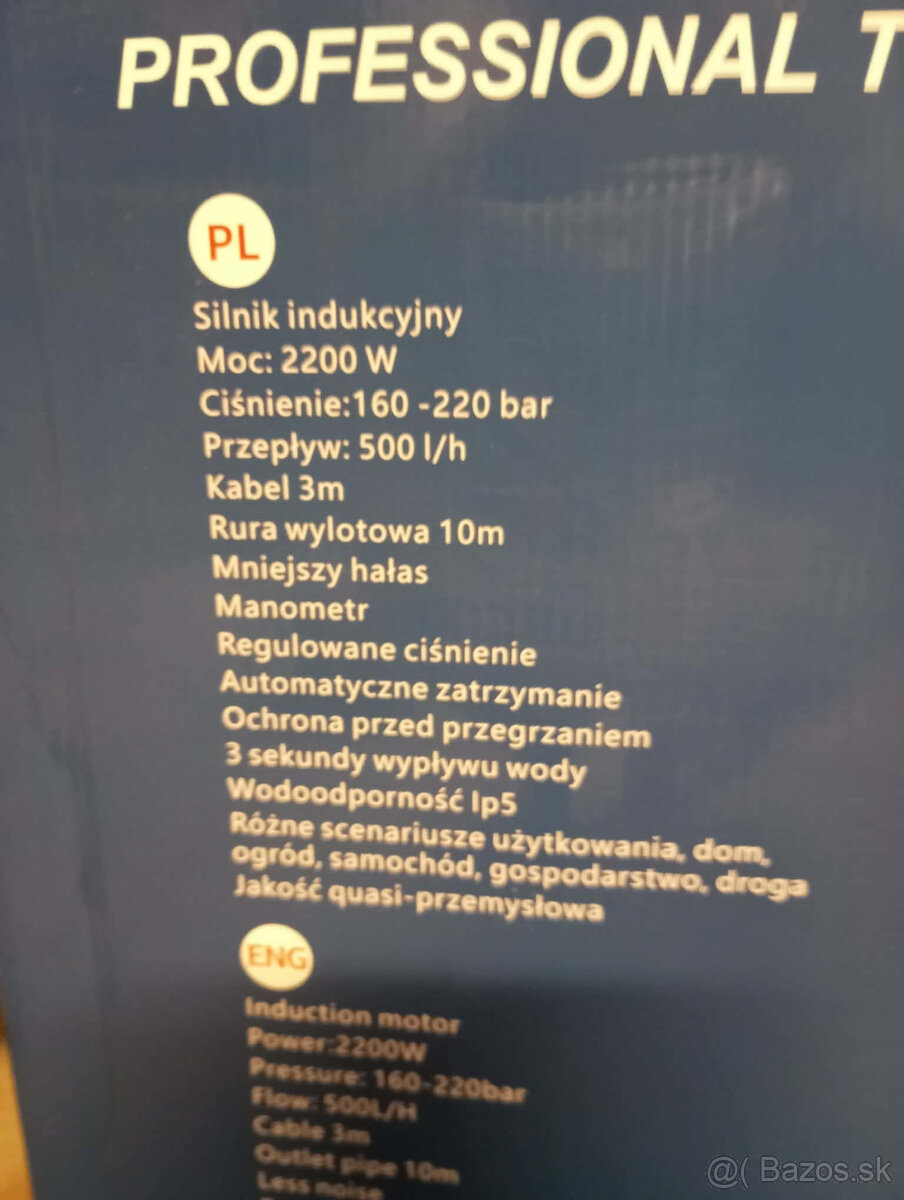 PROFESSIONAL T
PL
Silnik indukcyjny
Moc: 2200 W
Ciśnienie:160 -220 bar
Przepływ: 500 l/h
Kabel 3m
Rura wylotowa 10m
Mniejszy hałas
Manometr
Regulowane ciśnienie
Automatyczne zatrzymanie
Ochrona przed przegrzaniem
3 sekundy wypływu wody
Wodoodporność Ip5
Różne scenariusze użytkowania, dom,
ogród, samochód, gospodarstwo, droga
Jakość quasi-przemysłowa
ENG
Induction motor
Power:2200W
Pressure: 160-220bar
Flow: 500L/H
Cable 3m
Outlet pipe 10m
Less noise
@( Bazos.sk